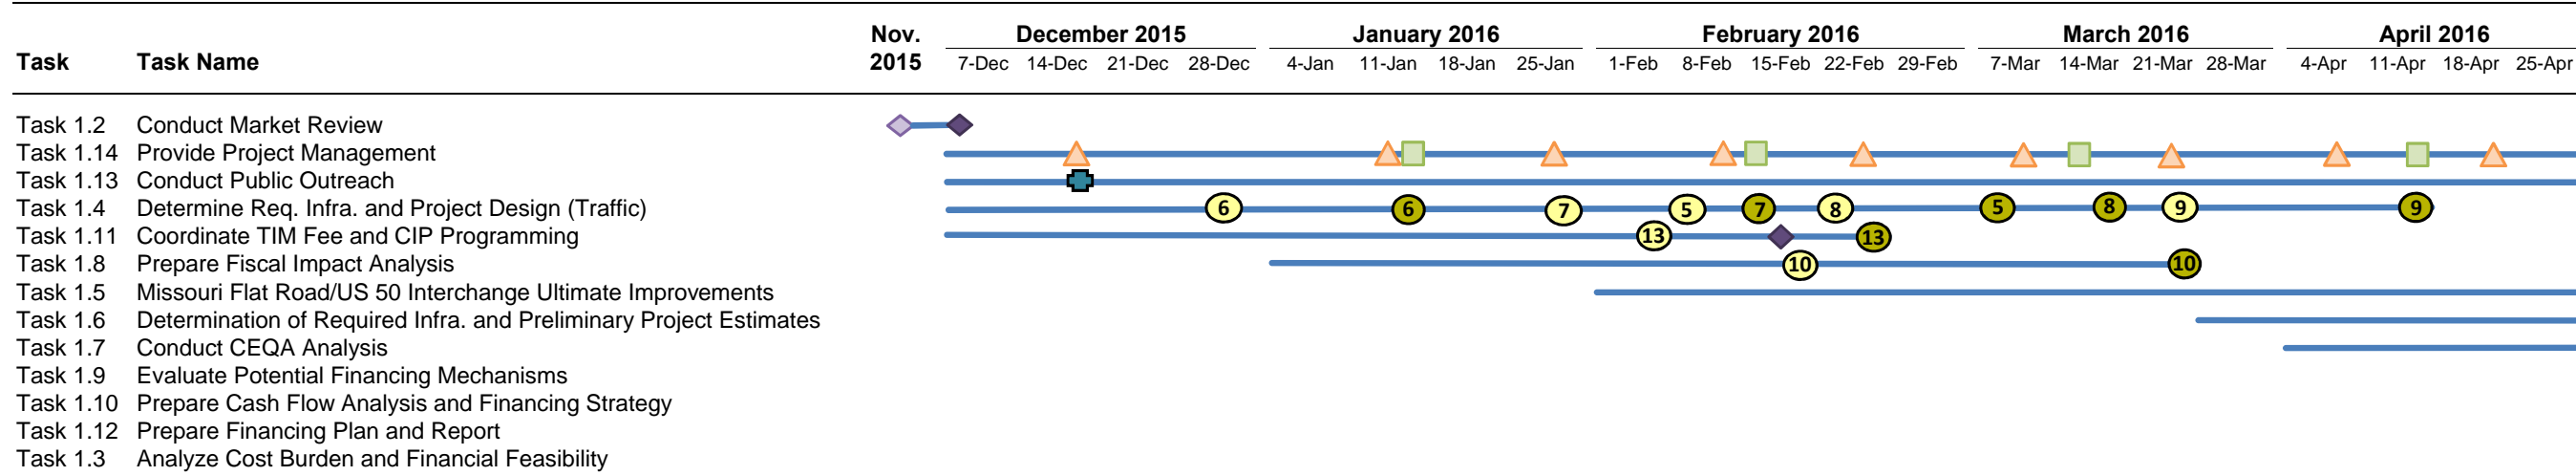 Nov. December 2015 January 2016 February 2016 March 2016 April 2016
Task Task Name 2015 7-Dec 14-Dec 21-Dec 28-Dec 4-Jan 11-Jan 18-Jan 25-Jan 1-Feb 8-Feb 15-Feb 22-Feb 29-Feb 7-Mar 14-Mar 21-Mar 28-Mar 4-Apr 11-Apr 18-Apr 25-Apr
Task 1.2 Conduct Market Review
Task 1.14 Provide Project Management
Task 1.13 Conduct Public Outreach
Task 1.4 Determine Req. Infra. and Project Design (Traffic) 6 6 7 5 7 8 5 8 9 9
Task 1.11 Coordinate TIM Fee and CIP Programming 13 13
Task 1.8 Prepare Fiscal Impact Analysis 10 10
Task 1.5 Missouri Flat Road/US 50 Interchange Ultimate Improvements
Task 1.6 Determination of Required Infra. and Preliminary Project Estimates
Task 1.7 Conduct CEQA Analysis
Task 1.9 Evaluate Potential Financing Mechanisms
Task 1.10 Prepare Cash Flow Analysis and Financing Strategy
Task 1.12 Prepare Financing Plan and Report
Task 1.3 Analyze Cost Burden and Financial Feasibility